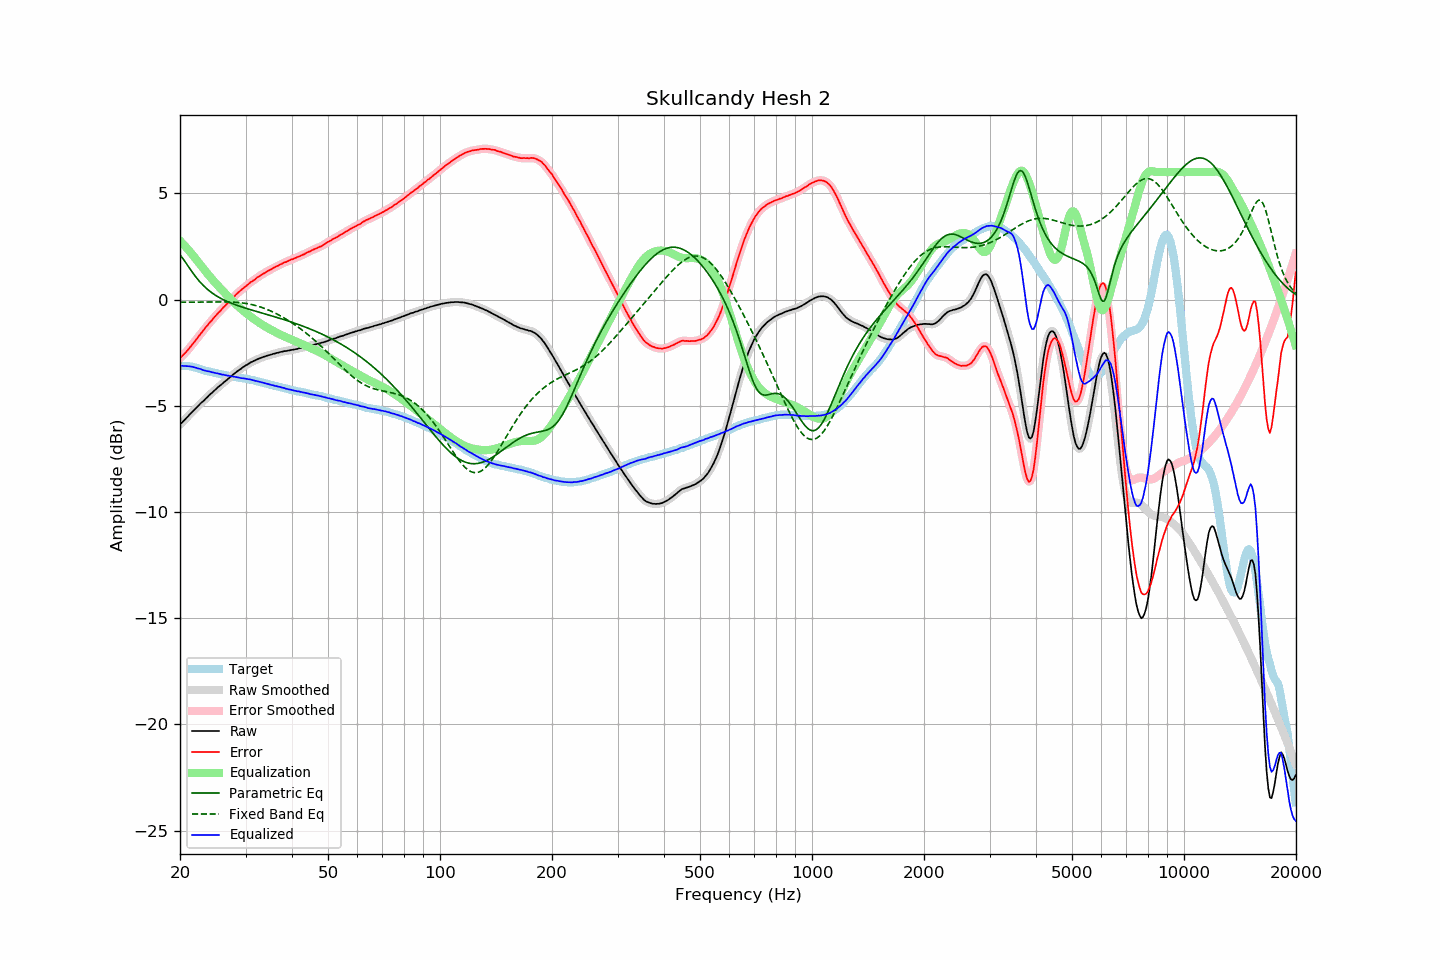 Skullcandy Hesh 2
5
0
−5
−10
−15
−20
−25
Amplitude (dBr)
Target
Raw Smoothed
Error Smoothed
Raw
Error
Equalization
Parametric Eq
Fixed Band Eq
Equalized
20 50 100 200 500 1000 2000 5000 10000 20000
Frequency (Hz)